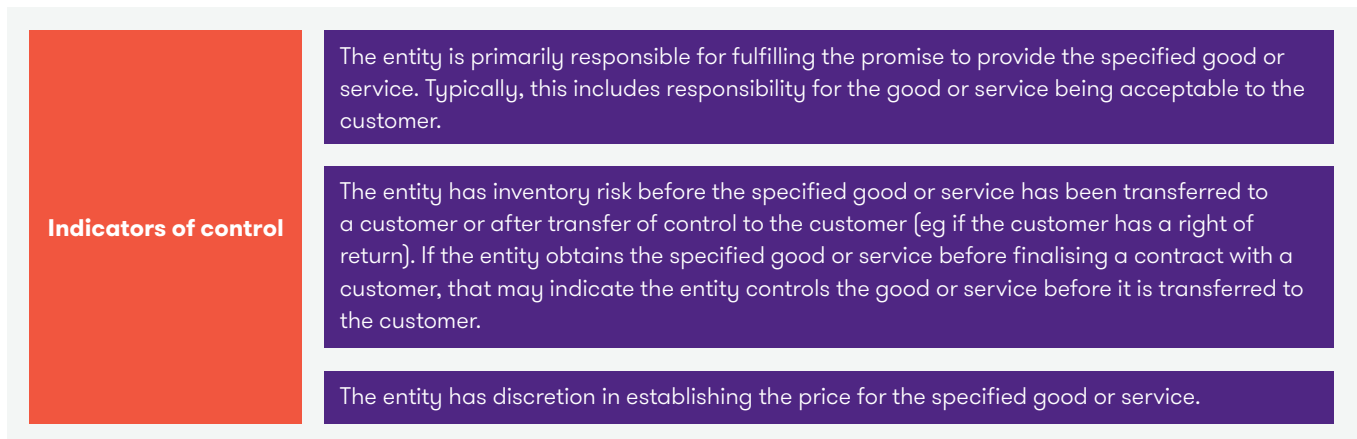 Indicators of control
The entity is primarily responsible for fulfilling the promise to provide the specified good or
service. Typically, this includes responsibility for the good or service being acceptable to the
customer.
The entity has inventory risk before the specified good or service has been transferred to
a customer or after transfer of control to the customer (eg if the customer has a right of
return). If the entity obtains the specified good or service before finalising a contract with a
customer, that may indicate the entity controls the good or service before it is transferred to
the customer.
The entity has discretion in establishing the price for the specified good or service.